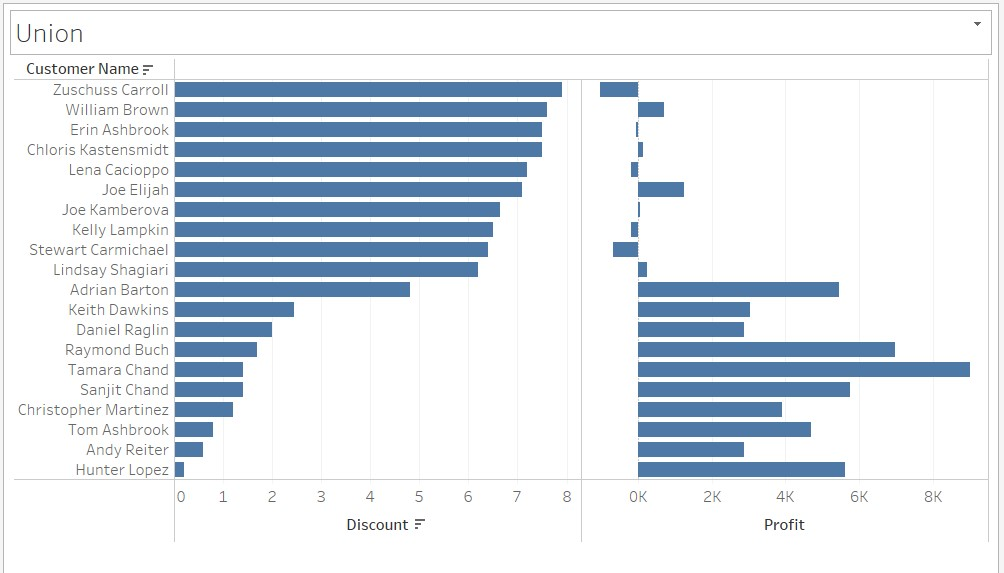 Union
Customer Name
Zuschuss Carroll
William Brown
Erin Ashbrook
Chloris Kastensmidt
Lena Cacioppo
Joe Elijah
Joe Kamberova
Kelly Lampkin
Stewart Carmichael
Lindsay Shagiari
Adrian Barton
Keith Dawkins
Daniel Raglin
Raymond Buch
Tamara Chand
Sanjit Chand
Christopher Martinez
Tom Ashbrook
Andy Reiter
Hunter Lopez
0 1 2 3 4 5 6 7 8 0K 2K 4K 6K 8K
Discount Profit